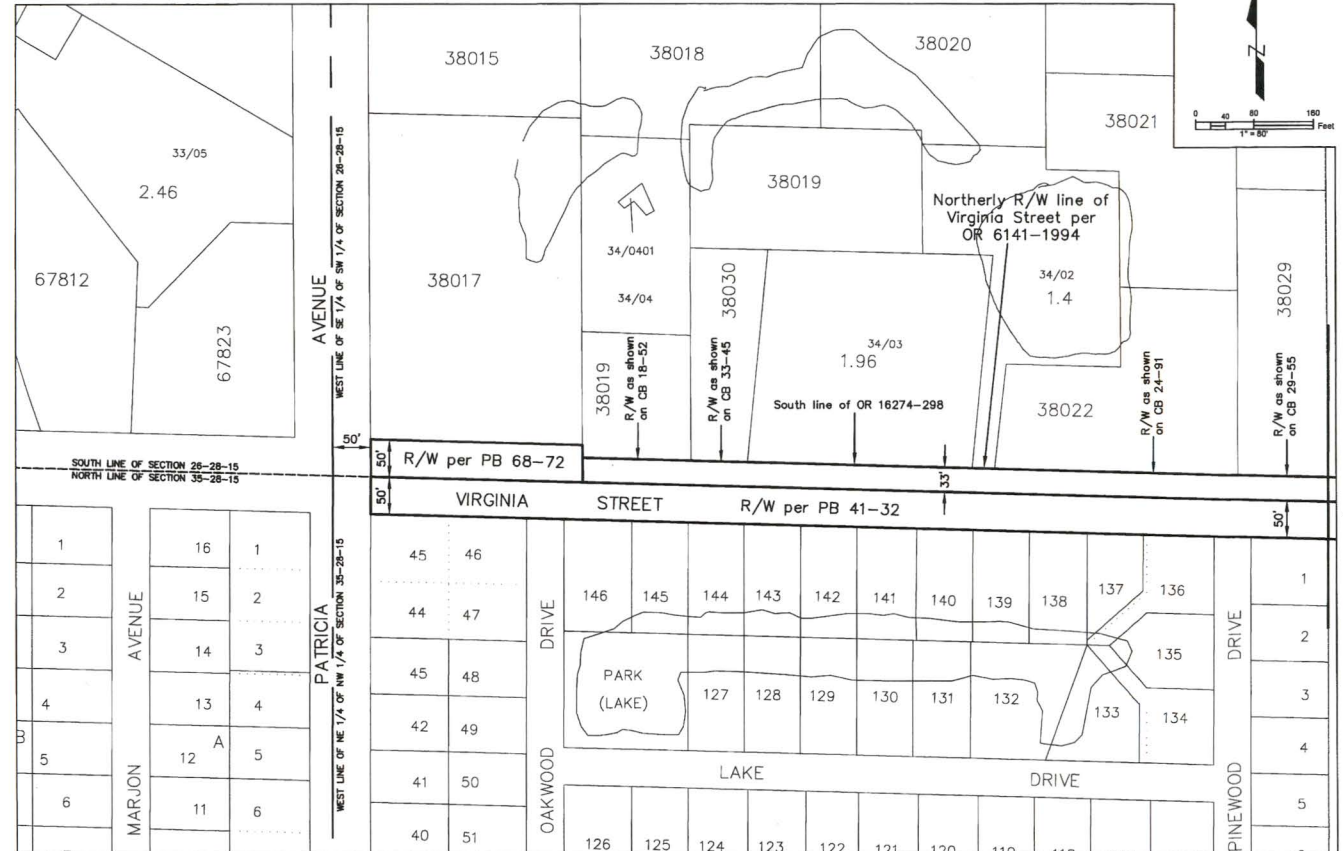 38015
38018
38020
N
0 40 80 160
Feet
1" = 80'
38021
33/05
2.46
38019
Northerly R/W line of
Virginia Street per
OR 6141-1994
67812
67823
AVENUE
WEST LINE OF SE 1/4 OF SW 1/4 OF SECTION 26-28-15
38017
34/0401
34/04
38030
34/02
1.4
38029
34/03
1.96
38019
R/W as shown
on CB 18-52
R/W as shown
on CB 33-45
South line of OR 16274-298
38022
R/W as shown
on CB 24-91
R/W as shown
on CB 29-55
50'
50'
R/W per PB 68-72
SOUTH LINE OF SECTION 26-28-15
NORTH LINE OF SECTION 35-28-15
33'
50'
VIRGINIA STREET R/W per PB 41-32
50'
1
2
3
4
B
5
6
MARJON AVENUE
16
15
14
13
12
A
11
1
2
3
4
5
6
PATRICIA
WEST LINE OF NE 1/4 OF NW 1/4 OF SECTION 35-28-15
45 46
44 47
45 48
42 49
41 50
40 51
OAKWOOD DRIVE
146 145 144 143 142 141 140 139 138 137 136
135
PARK
(LAKE)
127 128 129 130 131 132 133 134
LAKE DRIVE
126 125 124 123 122 121 120 119 118
PINEWOOD DRIVE
1
2
3
4
5